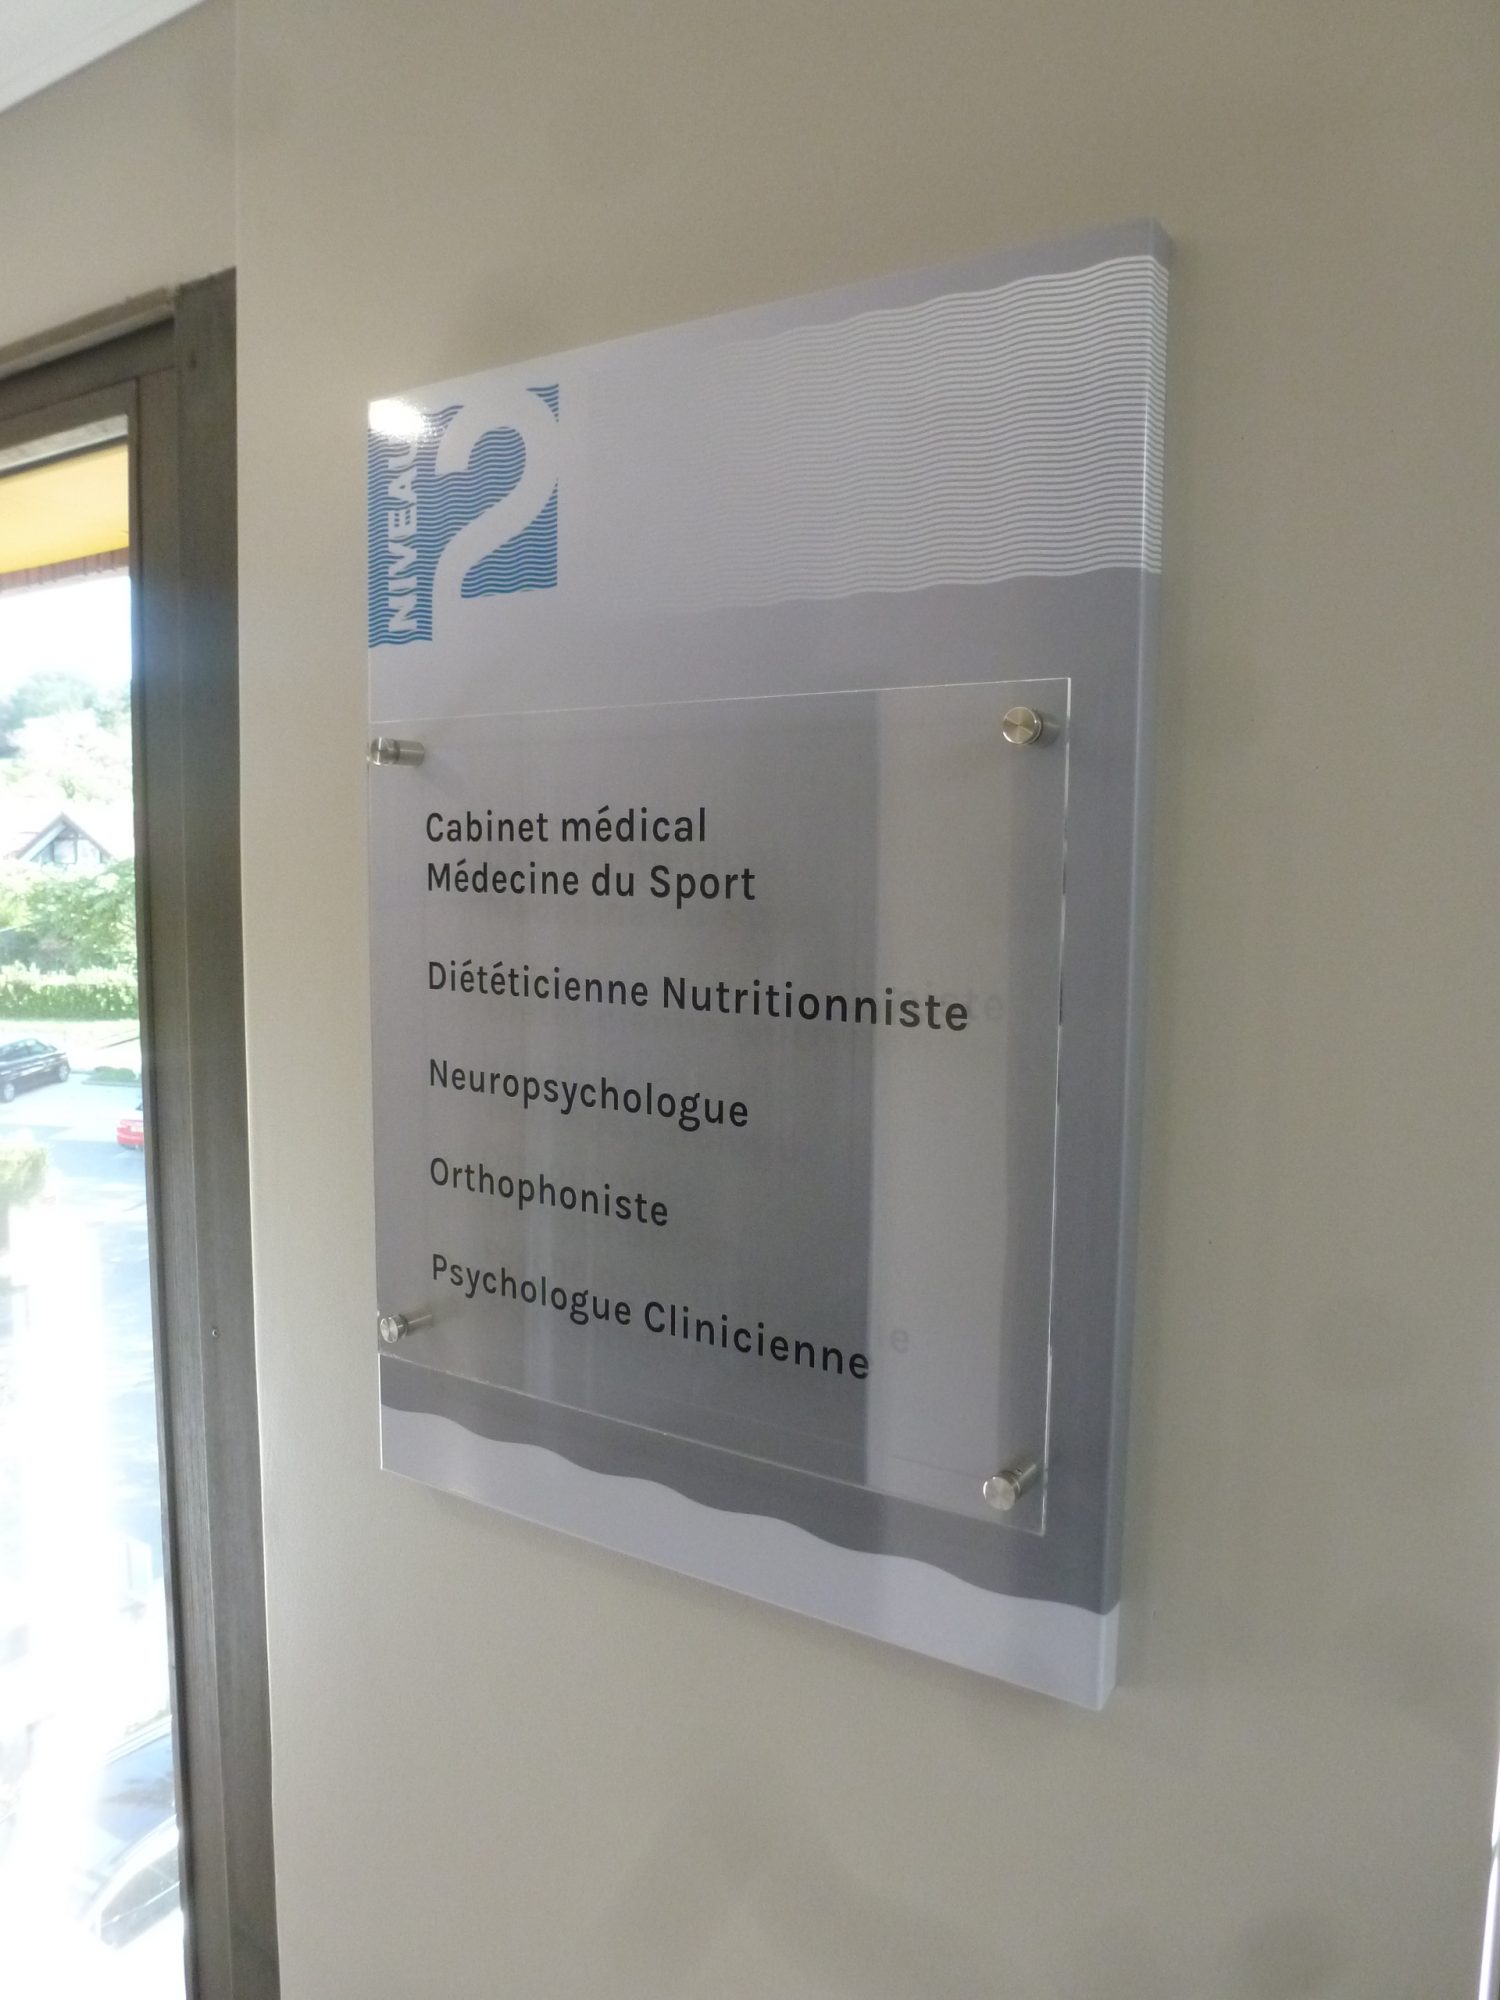 NIVEAU
2
Cabinet médical
Médecine du Sport
Diététicienne Nutritionniste
Neuropsychologue
Orthophoniste
Psychologue Clinicienne